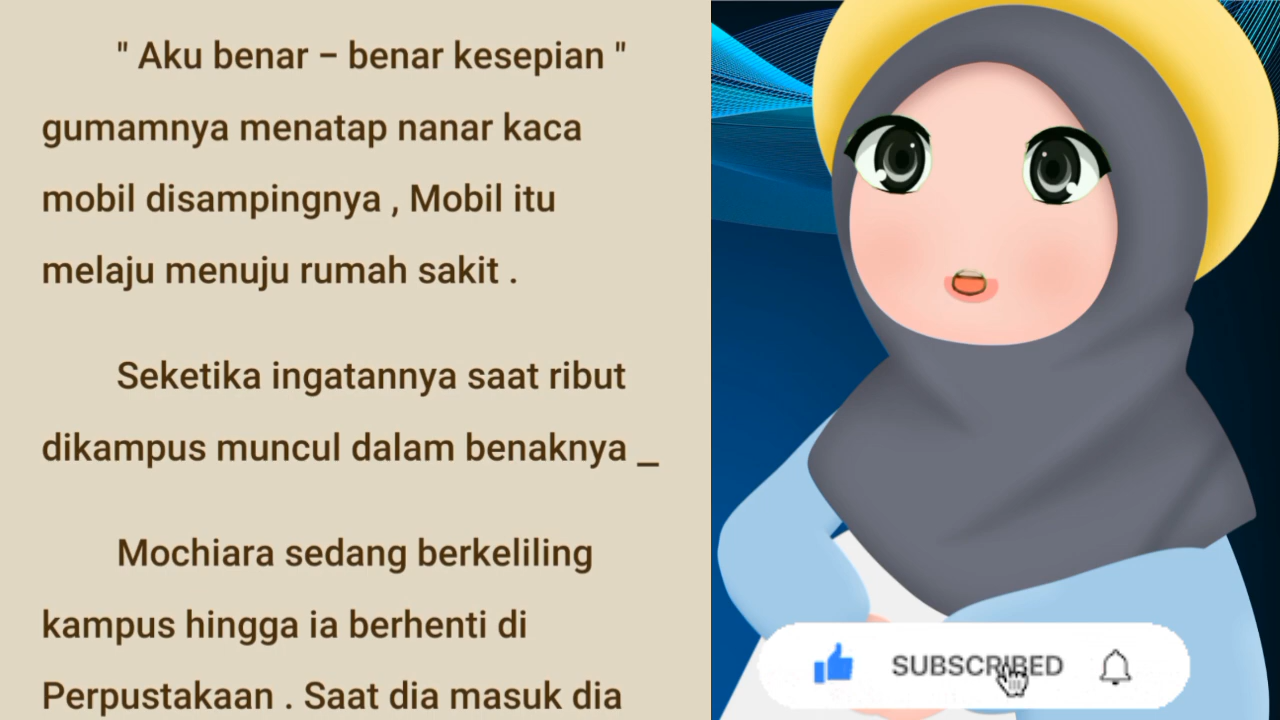 " Aku benar – benar kesepian "
gumamnya menatap nanar kaca
mobil disampingnya , Mobil itu
melaju menuju rumah sakit .
Seketika ingatannya saat ribut
dikampus muncul dalam benaknya _
Mochiara sedang berkeliling
kampus hingga ia berhenti di
Perpustakaan . Saat dia masuk dia
SUBSCRIBED